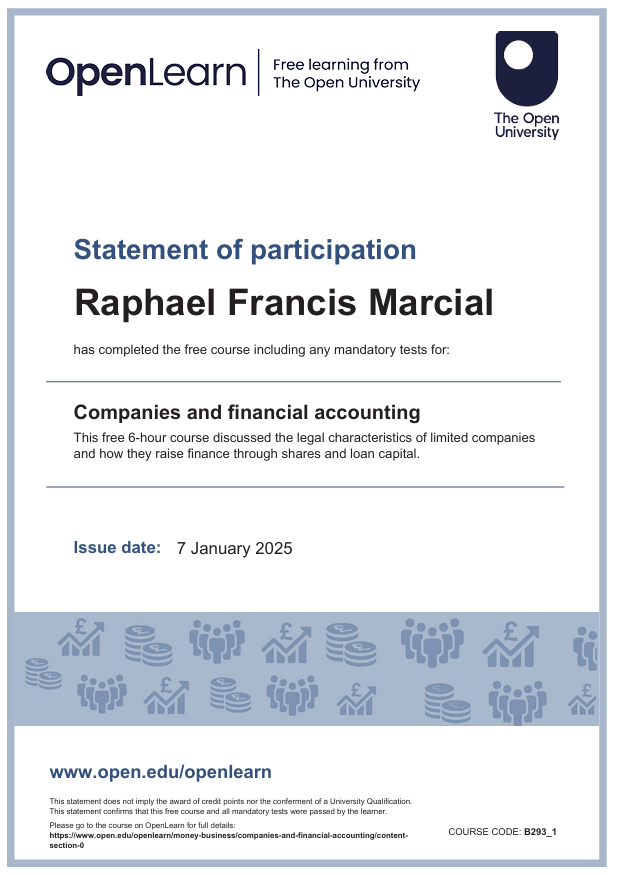 OpenLearn
Free learning from
The Open University
The Open
University
Statement of participation
Raphael Francis Marcial
has completed the free course including any mandatory tests for:
Companies and financial accounting
This free 6-hour course discussed the legal characteristics of limited companies
and how they raise finance through shares and loan capital.
Issue date: 7 January 2025
www.open.edu/openlearn
This statement does not imply the award of credit points nor the conferment of a University Qualification.
This statement confirms that this free course and all mandatory tests were passed by the learner.
Please go to the course on OpenLearn for full details:
https://www.open.edu/openlearn/money-business/companies-and-financial-accounting/content-
section-0
COURSE CODE: B293_1